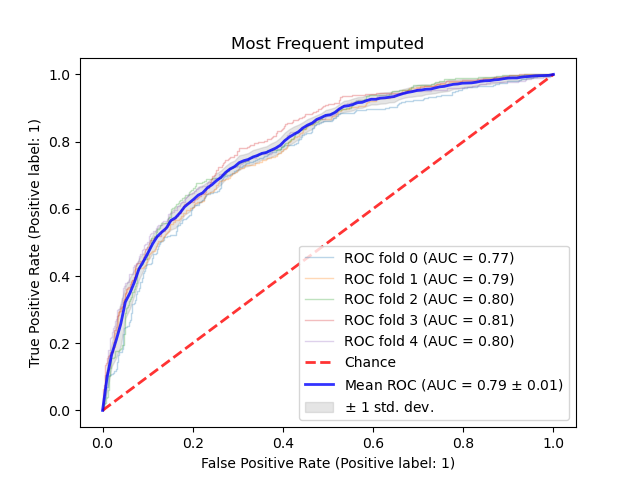 Most Frequent imputed
1.0
0.8
0.6
0.4
0.2
0.0
True Positive Rate (Positive label: 1)
ROC fold 0 (AUC = 0.77)
ROC fold 1 (AUC = 0.79)
ROC fold 2 (AUC = 0.80)
ROC fold 3 (AUC = 0.81)
ROC fold 4 (AUC = 0.80)
Chance
Mean ROC (AUC = 0.79 ± 0.01)
± 1 std. dev.
0.0 0.2 0.4 0.6 0.8 1.0
False Positive Rate (Positive label: 1)